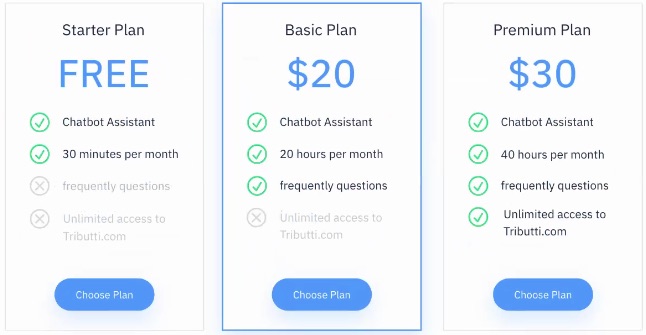 Starter Plan
FREE
Chatbot Assistant
30 minutes per month
frequently questions
Unlimited access to
Tributti.com
Choose Plan
Basic Plan
$20
Chatbot Assistant
20 hours per month
frequently questions
Unlimited access to
Tributti.com
Choose Plan
Premium Plan
$30
Chatbot Assistant
40 hours per month
frequently questions
Unlimited access to
Tributti.com
Choose Plan